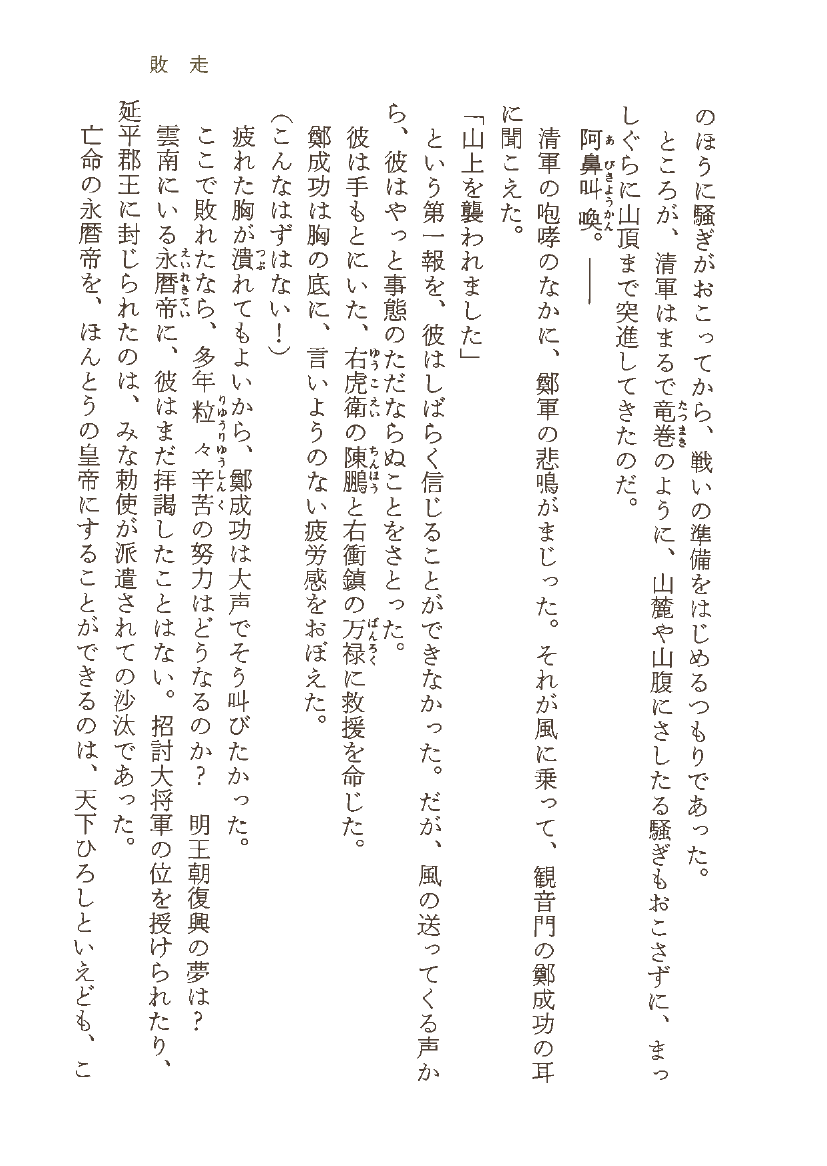 敗走
のほうに騒ぎがおこってから、戦いの準備をはじめるつもりであった。
ところが、清軍はまるで竜巻のように、山麓や山腹にさしたる騒ぎもおこさずに、まっ
しぐらに山頂まで突進してきたのだ。
阿鼻叫喚。――
清軍の咆哮のなかに、鄭軍の悲鳴がまじった。それが風に乗って、観音門の鄭成功の耳
に聞こえた。
「山上を襲われました」
という第一報を、彼はしばらく信じることができなかった。だが、風の送ってくる声か
ら、彼はやっと事態のただならぬことをさとった。
彼は手もとにいた、右虎衛の陳鵬と右衝鎮の万禄に救援を命じた。
鄭成功は胸の底に、言いようのない疲労感をおぼえた。
(こんなはずはない！)
疲れた胸が潰れてもよいから、鄭成功は大声でそう叫びたかった。
ここで敗れたなら、多年粒々辛苦の努力はどうなるのか？　明王朝復興の夢は？
雲南にいる永暦帝に、彼はまだ拝謁したことはない。招討大将軍の位を授けられたり、
延平郡王に封じられたのは、みな勅使が派遣されての沙汰であった。
亡命の永暦帝を、ほんとうの皇帝にすることができるのは、天下ひろしといえども、こ